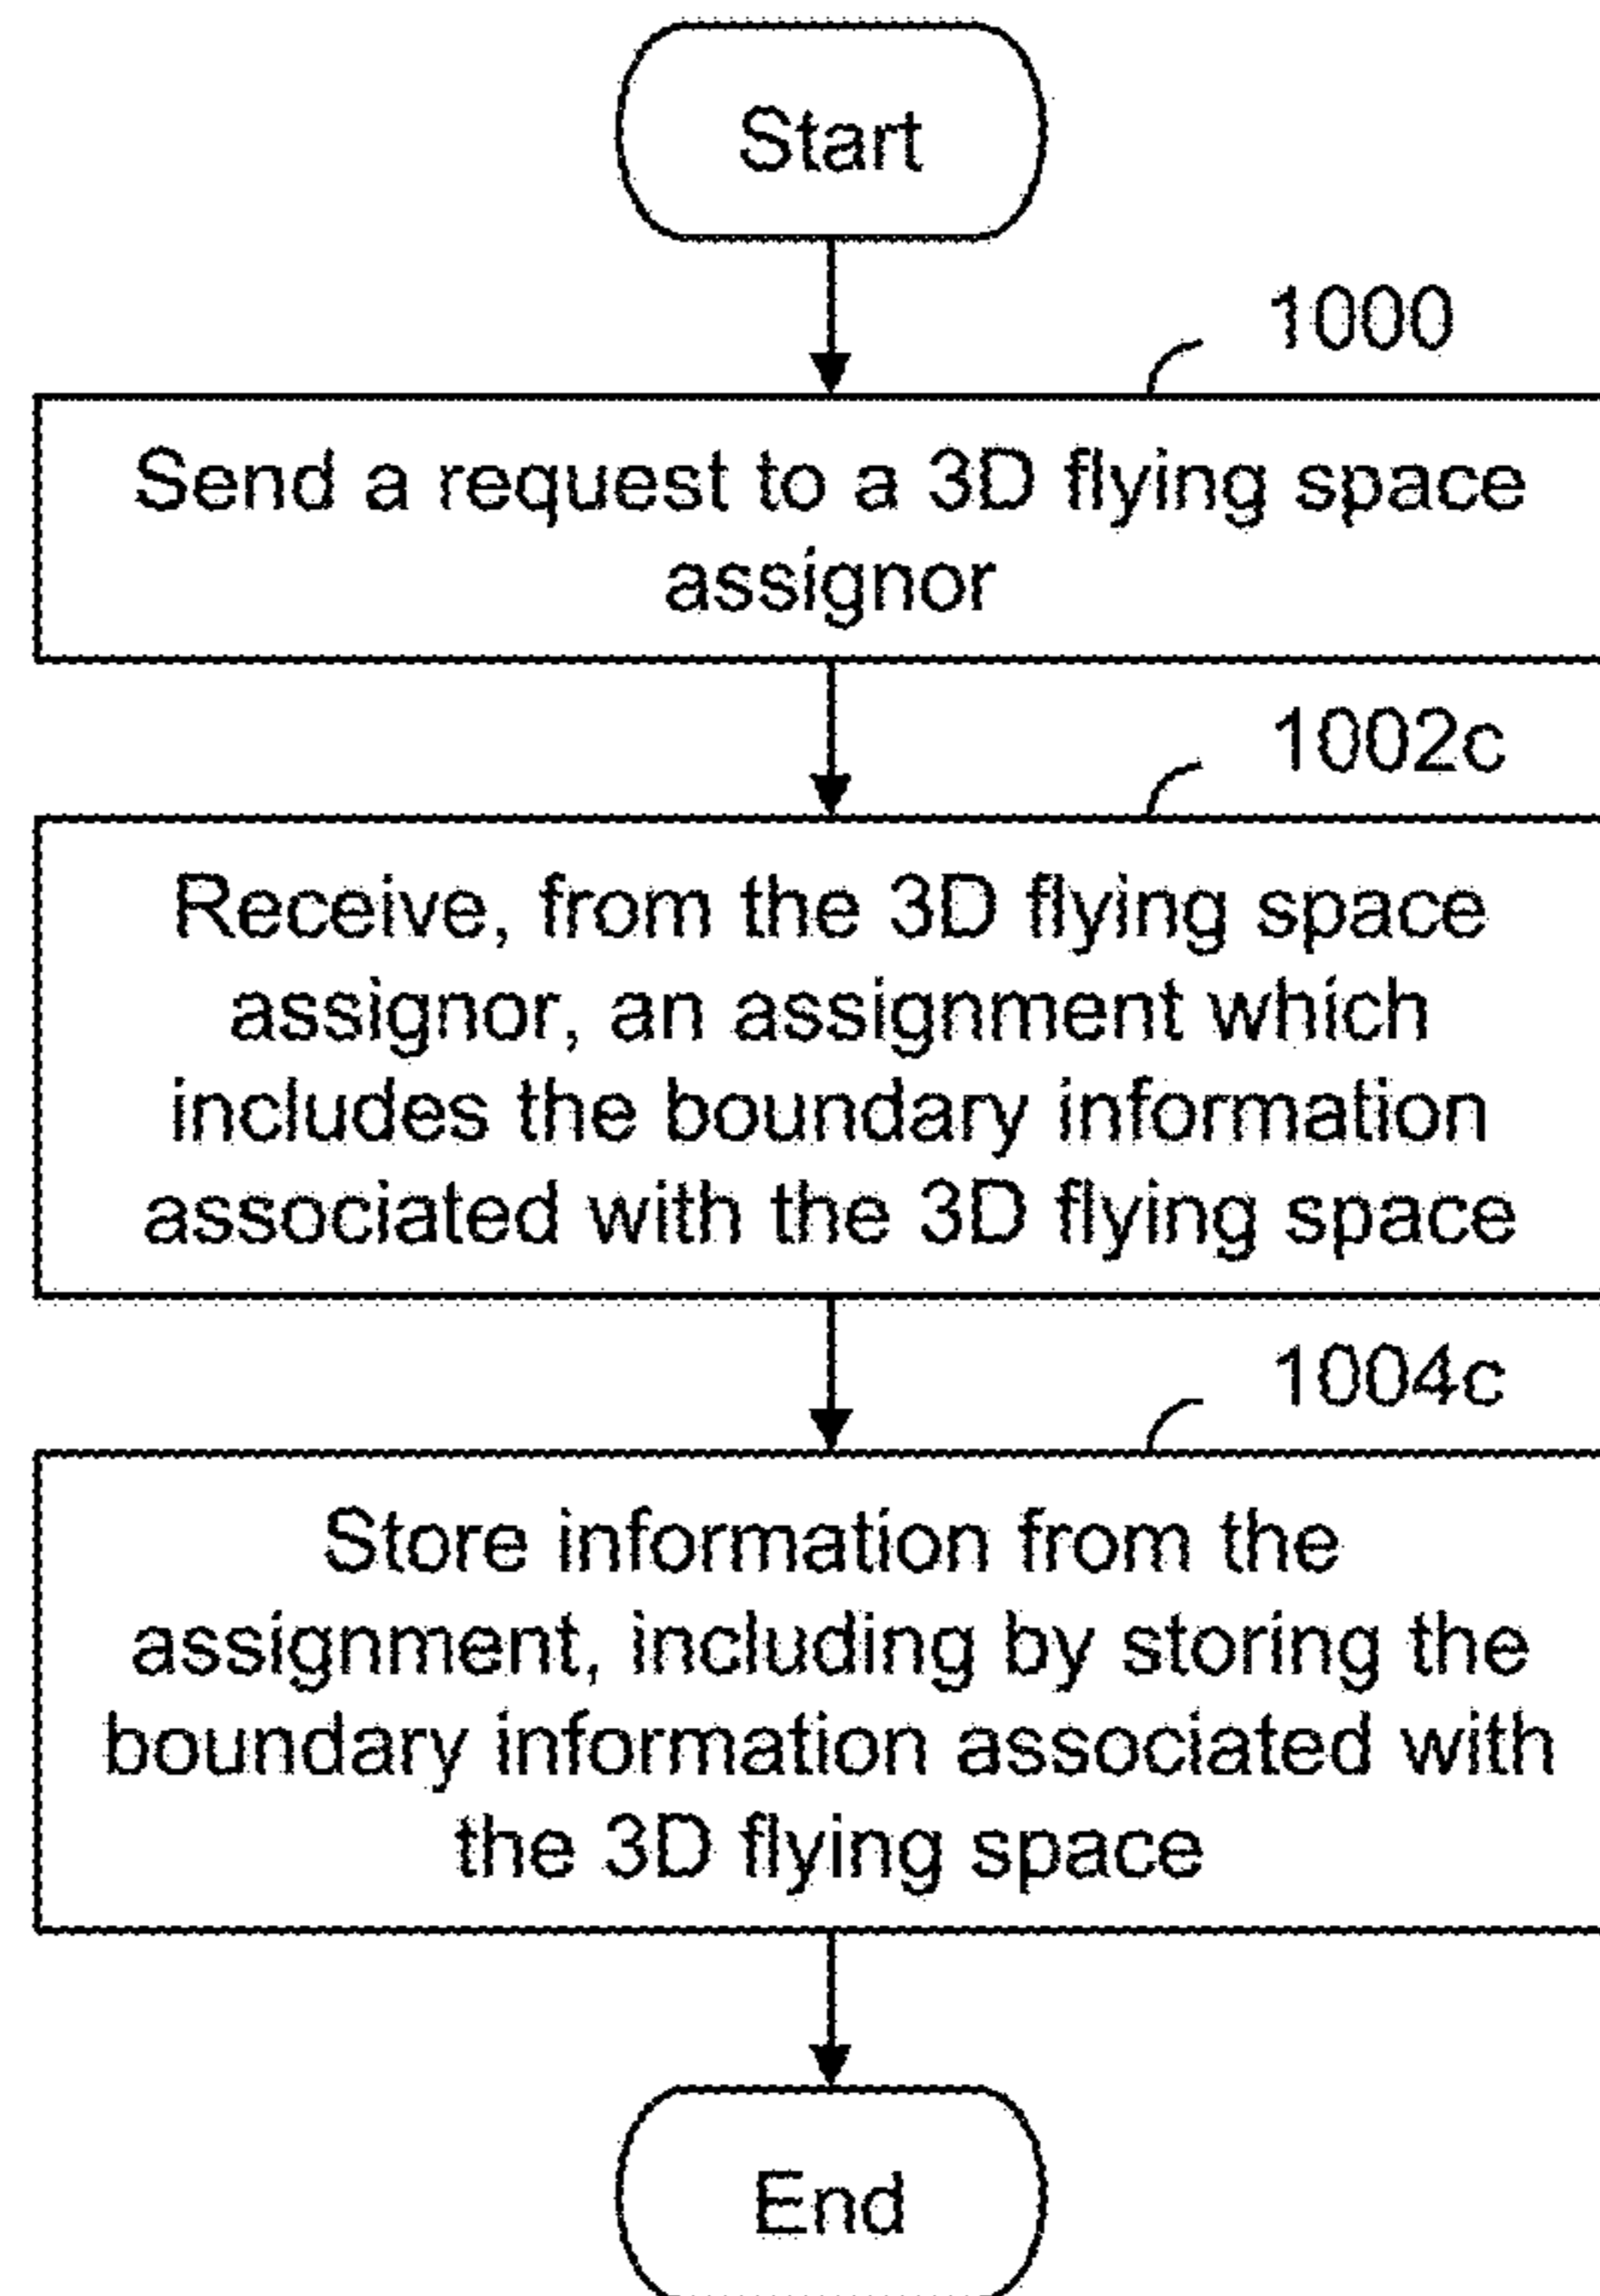 Start
1000
Send a request to a 3D flying space
assignor
1002c
Receive, from the 3D flying space
assignor, an assignment which
includes the boundary information
associated with the 3D flying space
1004c
Store information from the
assignment, including by storing the
boundary information associated with
the 3D flying space
End